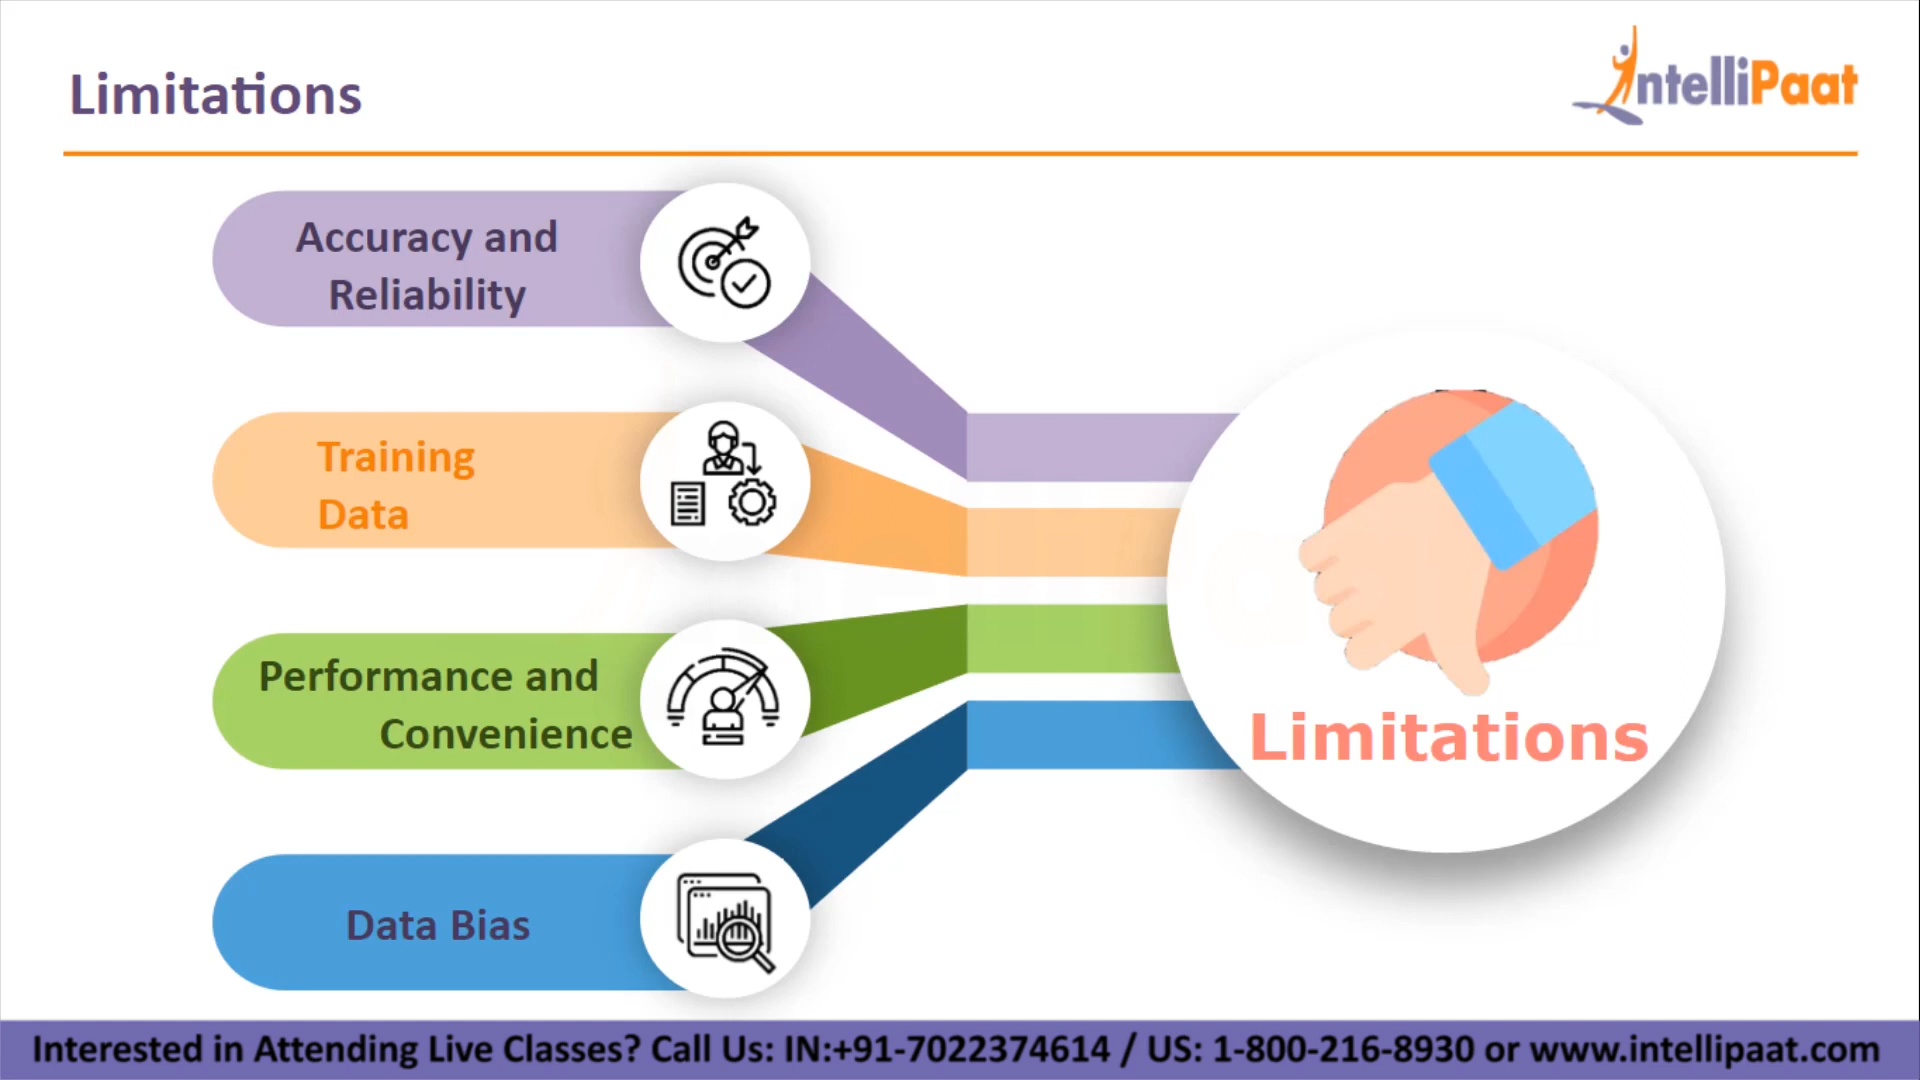 Limitations
IntelliPaat
Accuracy and
Reliability
Training
Data
Performance and
Convenience
Data Bias
Limitations
Interested in Attending Live Classes? Call Us: IN:+91-7022374614 / US: 1-800-216-8930 or www.intellipaat.com